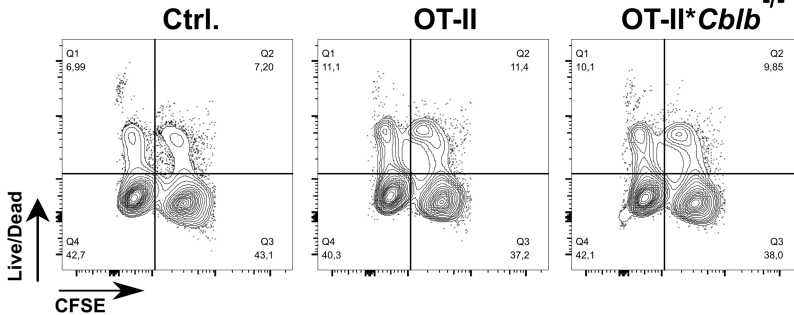 Ctrl.
OT-II
OT-II*Cblb-/-
Q1
6,99
Q2
7,20
Q4
42,7
Q3
43,1
Q1
11,1
Q2
11,4
Q4
40,3
Q3
37,2
Q1
10,1
Q2
9,85
Q4
42,1
Q3
38,0
Live/Dead
CFSE